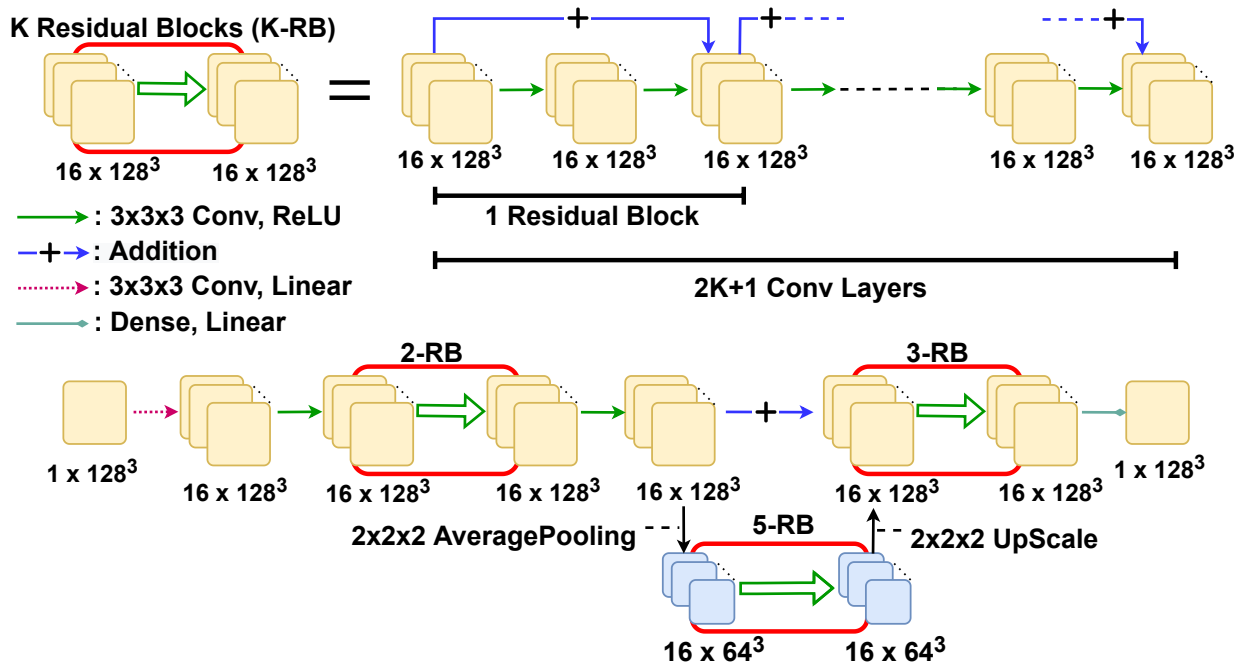 K Residual Blocks (K-RB)
+ + +
=
16 x 128³ 16 x 128³ 16 x 128³ 16 x 128³ 16 x 128³ 16 x 128³ 16 x 128³
1 Residual Block
: 3x3x3 Conv, ReLU
+ : Addition
2K+1 Conv Layers
: 3x3x3 Conv, Linear
: Dense, Linear
2-RB 3-RB
+
1 x 128³ 16 x 128³ 16 x 128³ 16 x 128³ 16 x 128³ 16 x 128³ 16 x 128³ 1 x 128³
2x2x2 AveragePooling 5-RB 2x2x2 UpScale
16 x 64³ 16 x 64³